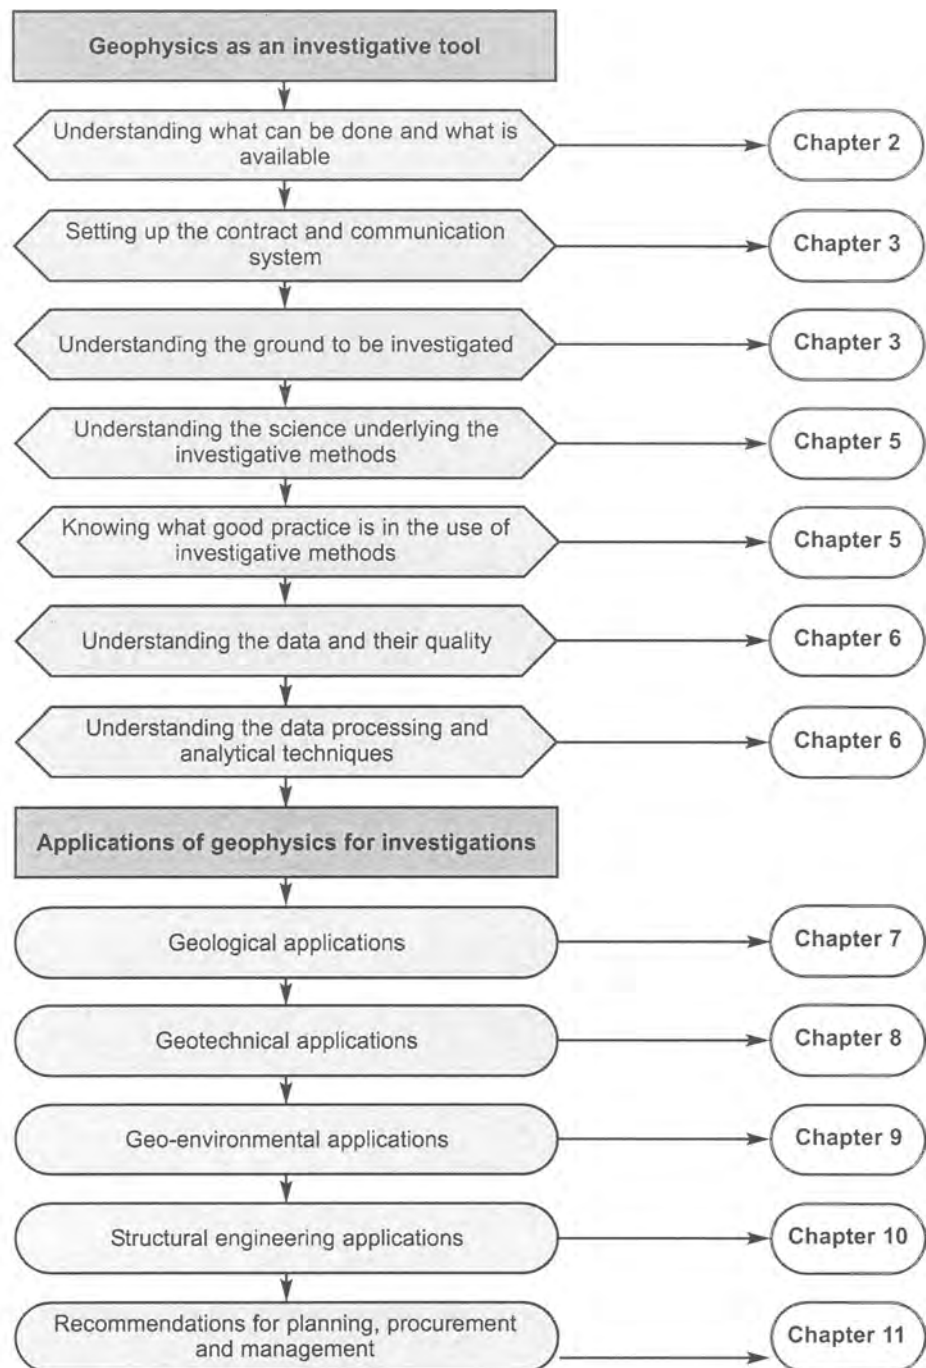 Geophysics as an investigative tool
Understanding what can be done and what is
available
Chapter 2
Setting up the contract and communication
system
Chapter 3
Understanding the ground to be investigated
Chapter 3
Understanding the science underlying the
investigative methods
Chapter 5
Knowing what good practice is in the use of
investigative methods
Chapter 5
Understanding the data and their quality
Chapter 6
Understanding the data processing and
analytical techniques
Chapter 6
Applications of geophysics for investigations
Geological applications
Chapter 7
Geotechnical applications
Chapter 8
Geo-environmental applications
Chapter 9
Structural engineering applications
Chapter 10
Recommendations for planning, procurement
and management
Chapter 11